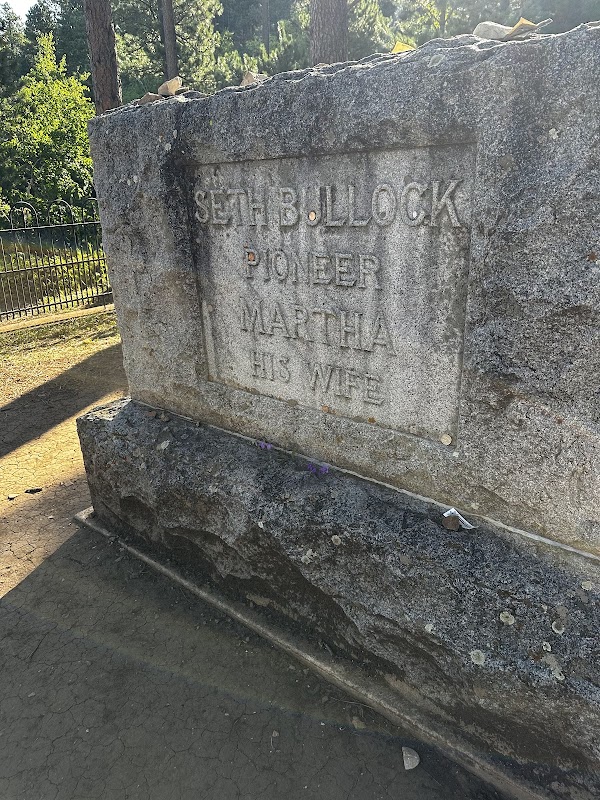 SETH BULLOCK
PIONEER
MARTHA
HIS WIFE